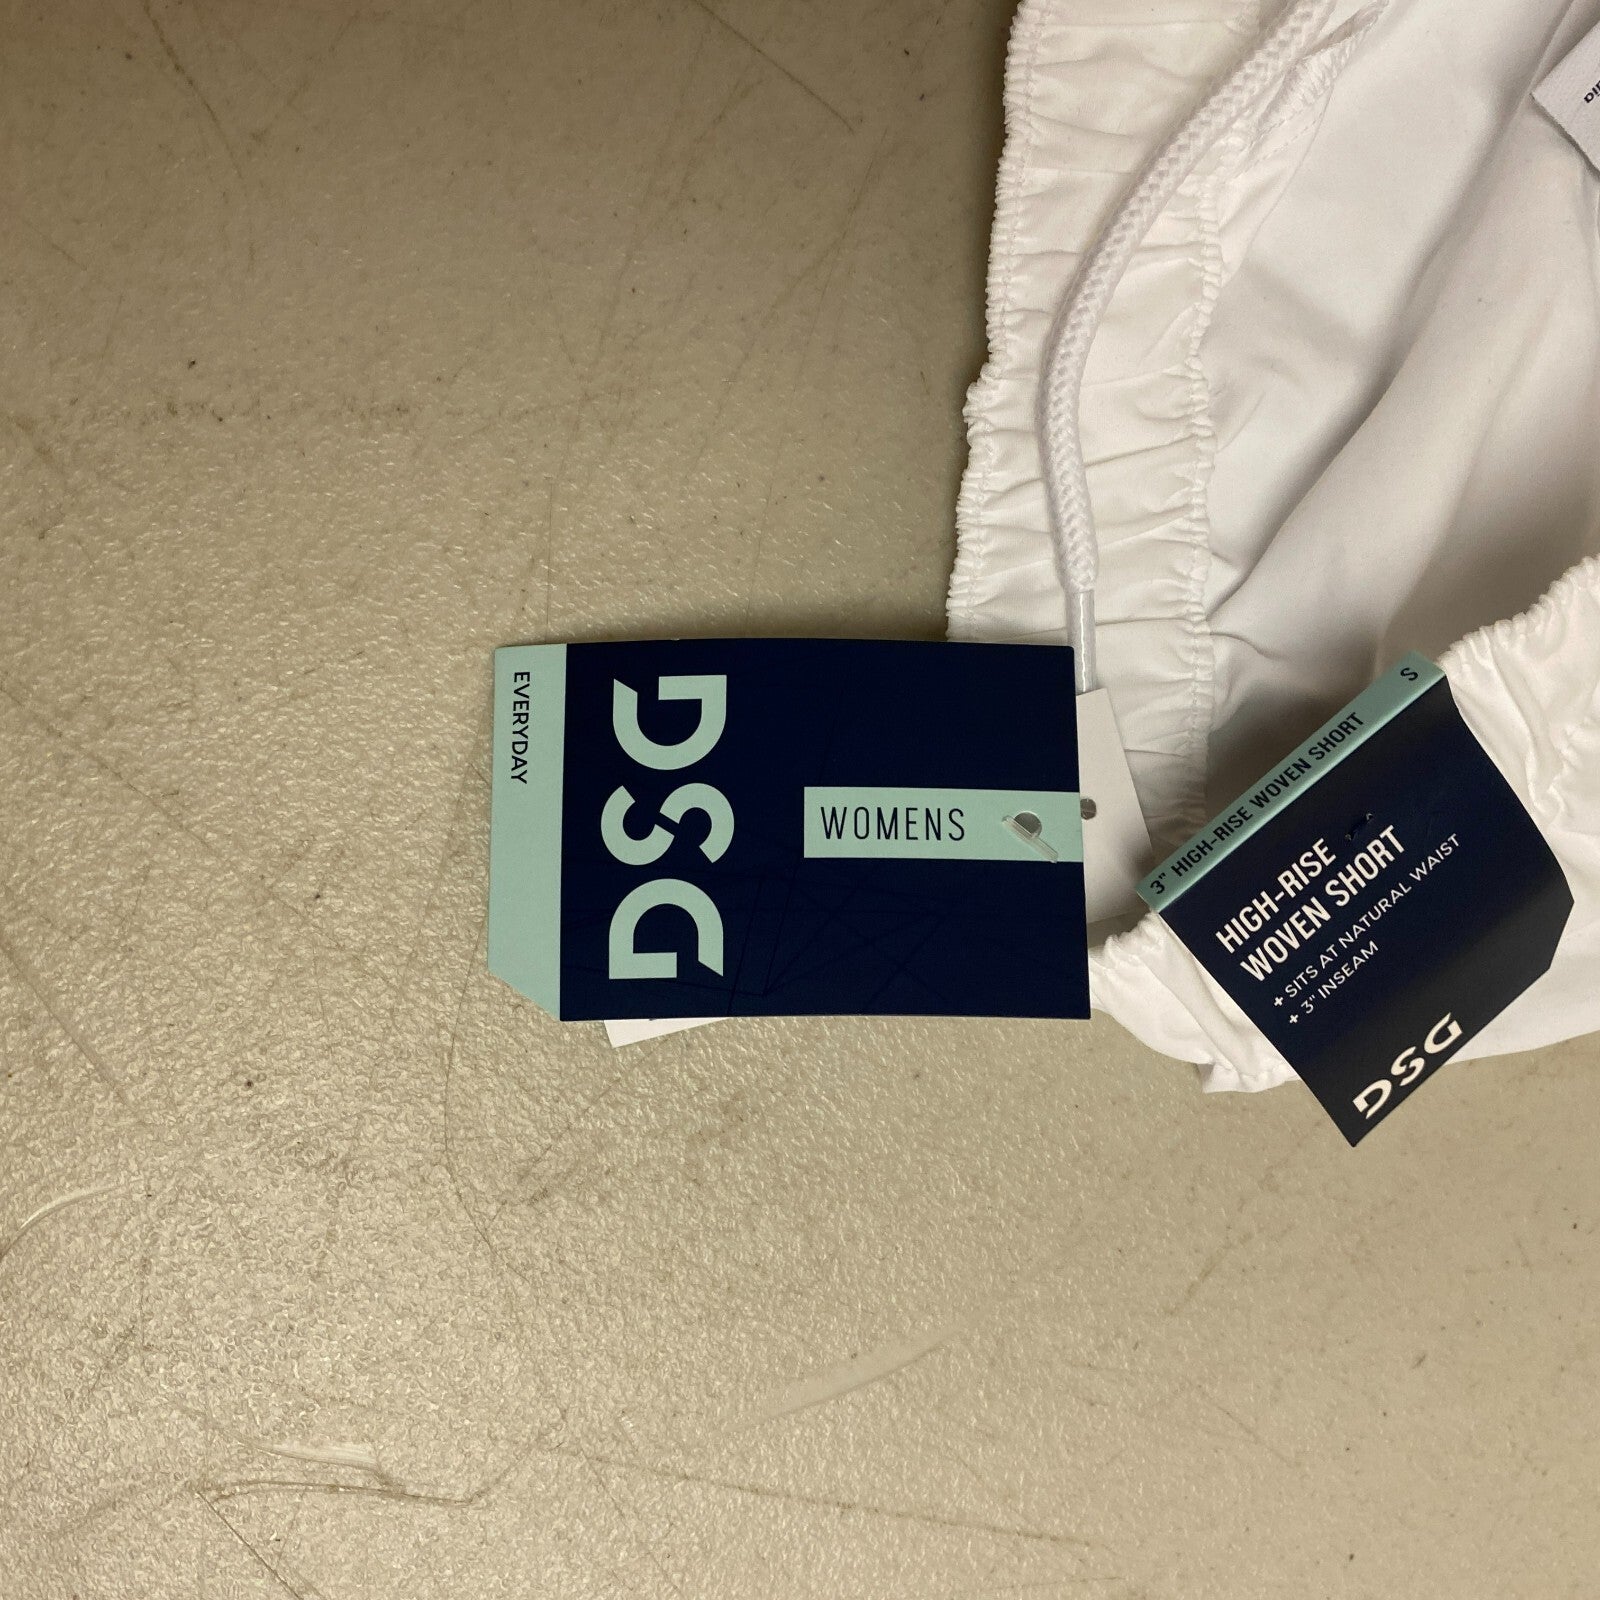 EVERYDAY
DSG
WOMENS
3" HIGH-RISE WOVEN SHORT
S
HIGH-RISE
WOVEN SHORT
+ SITS AT NATURAL WAIST
+ 3" INSEAM
DSG